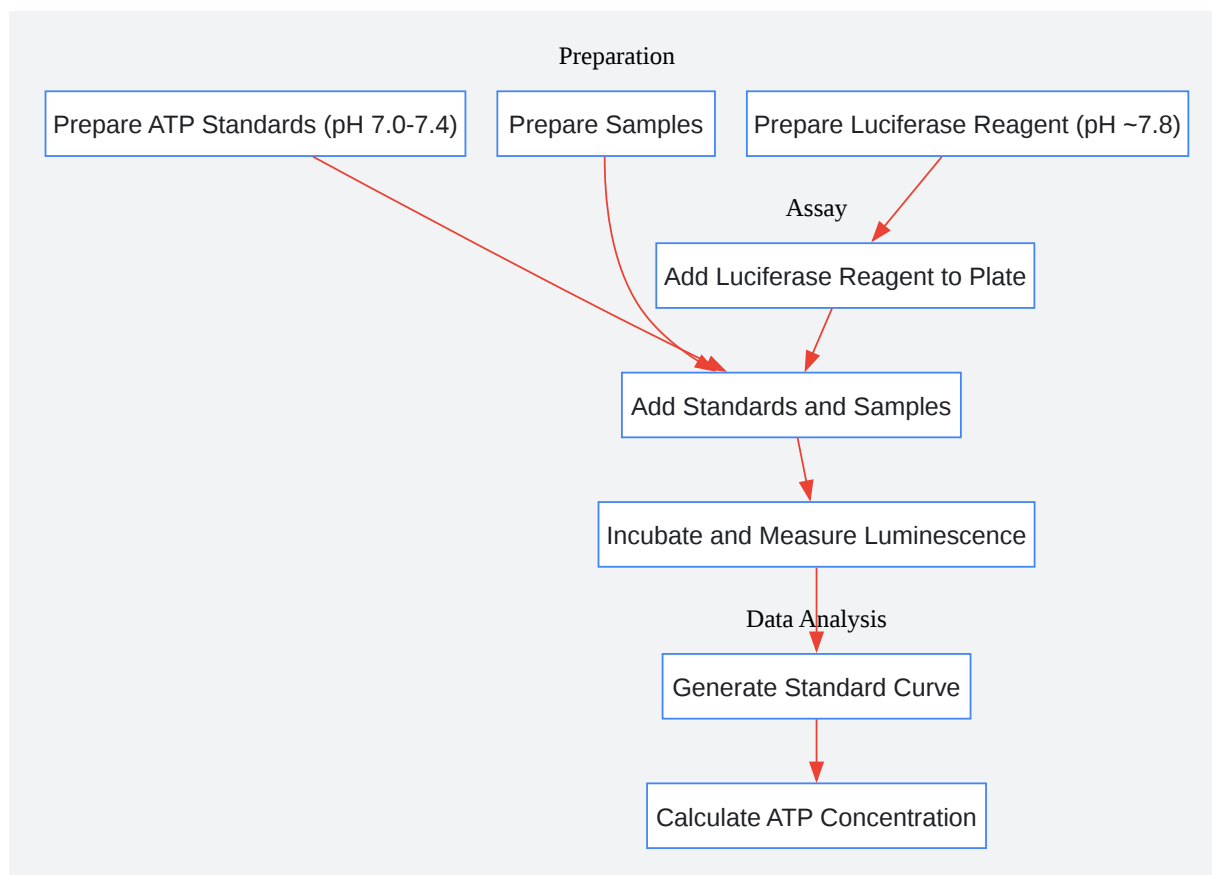 Preparation
Prepare ATP Standards (pH 7.0-7.4)
Prepare Samples
Prepare Luciferase Reagent (pH ~7.8)
Assay
Add Luciferase Reagent to Plate
Add Standards and Samples
Incubate and Measure Luminescence
Data Analysis
Generate Standard Curve
Calculate ATP Concentration